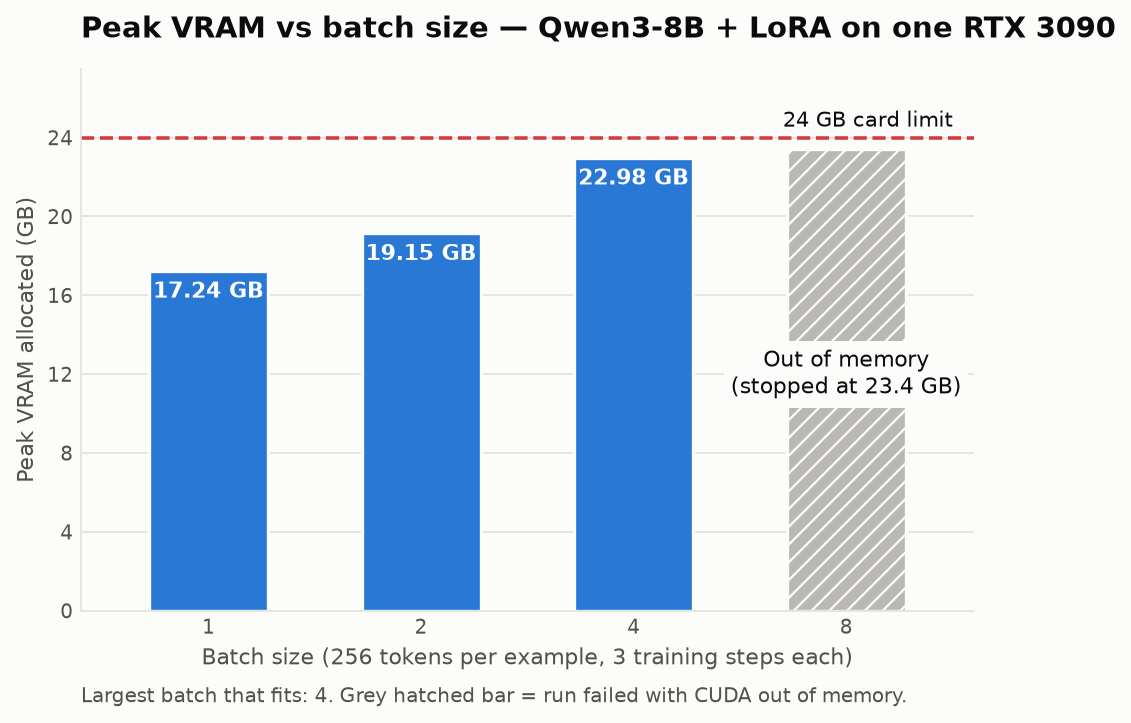 Peak VRAM vs batch size — Qwen3-8B + LoRA on one RTX 3090
24 GB card limit
Peak VRAM allocated (GB)
24
20
16
12
8
4
0
17.24 GB
19.15 GB
22.98 GB
Out of memory
(stopped at 23.4 GB)
1
2
4
8
Batch size (256 tokens per example, 3 training steps each)
Largest batch that fits: 4. Grey hatched bar = run failed with CUDA out of memory.